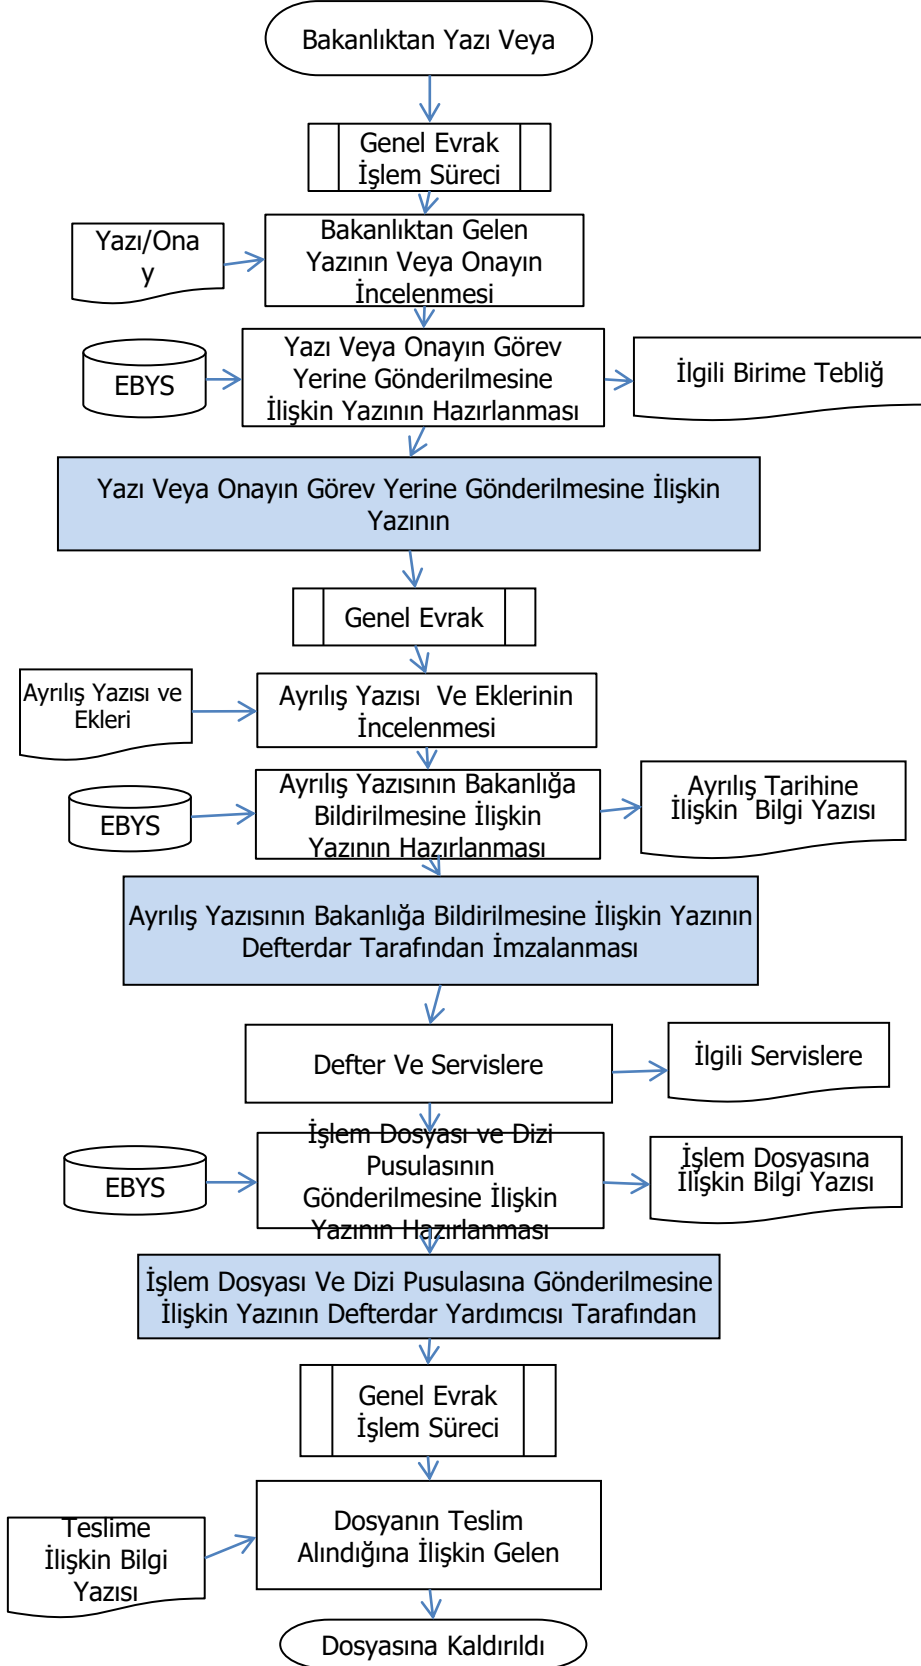 Bakanlıktan Yazı Veya
Genel Evrak
İşlem Süreci
Yazı/Ona
y
Bakanlıktan Gelen
Yazının Veya Onayın
İncelenmesi
EBYS
Yazı Veya Onayın Görev
Yerine Gönderilmesine
İlişkin Yazının Hazırlanması
İlgili Birime Tebliğ
Yazı Veya Onayın Görev Yerine Gönderilmesine İlişkin
Yazının
Genel Evrak
Ayrılış Yazısı ve
Ekleri
Ayrılış Yazısı  Ve Eklerinin
İncelenmesi
EBYS
Ayrılış Yazısının Bakanlığa
Bildirilmesine İlişkin
Yazının Hazırlanması
Ayrılış Tarihine
İlişkin  Bilgi Yazısı
Ayrılış Yazısının Bakanlığa Bildirilmesine İlişkin Yazının
Defterdar Tarafından İmzalanması
Defter Ve Servislere
İlgili Servislere
EBYS
İşlem Dosyası ve Dizi
Pusulasının
Gönderilmesine İlişkin
Yazının Hazırlanması
İşlem Dosyasına
İlişkin Bilgi Yazısı
İşlem Dosyası Ve Dizi Pusulasına Gönderilmesine
İlişkin Yazının Defterdar Yardımcısı Tarafından
Genel Evrak
İşlem Süreci
Teslime
İlişkin Bilgi
Yazısı
Dosyanın Teslim
Alındığına İlişkin Gelen
Dosyasına Kaldırıldı